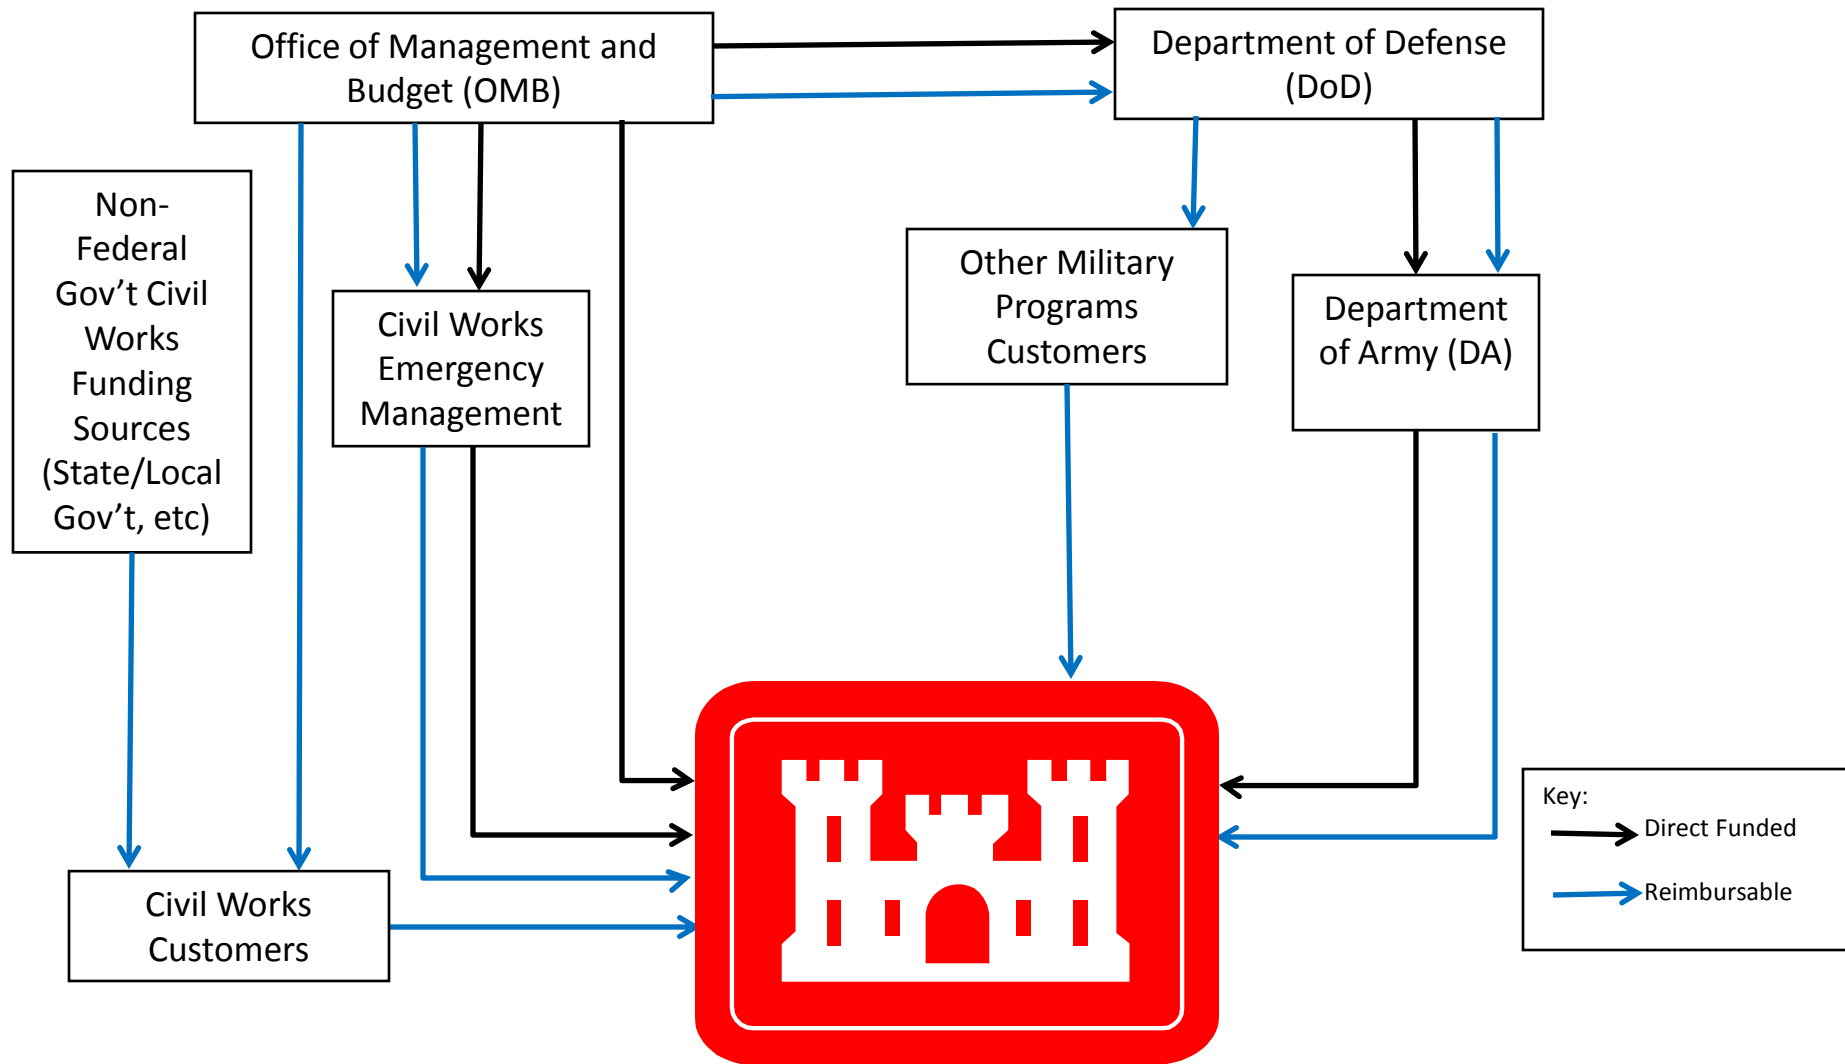 Office of Management and
Budget (OMB)
Department of Defense
(DoD)
Non-
Federal
Gov’t Civil
Works
Funding
Sources
(State/Local
Gov’t, etc)
Civil Works
Emergency
Management
Other Military
Programs
Customers
Department
of Army (DA)
Civil Works
Customers
Key:
Direct Funded
Reimbursable